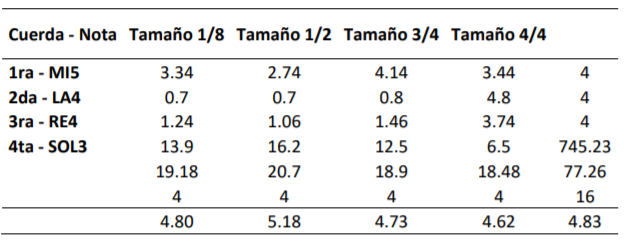 Cuerda - Nota Tamaño 1/8 Tamaño 1/2 Tamaño 3/4 Tamaño 4/4
1ra - MI5 3.34 2.74 4.14 3.44 4
2da - LA4 0.7 0.7 0.8 4.8 4
3ra - RE4 1.24 1.06 1.46 3.74 4
4ta - SOL3 13.9 16.2 12.5 6.5 745.23
19.18 20.7 18.9 18.48 77.26
4 4 4 4 16
4.80 5.18 4.73 4.62 4.83